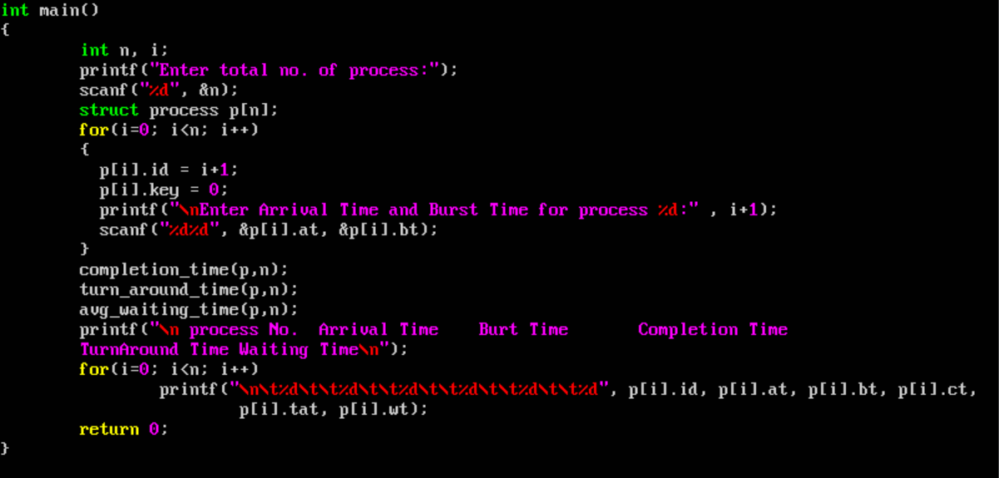 int main()
{
int n, i;
printf("Enter total no. of process:");
scanf("%d", &n);
struct process p[n];
for(i=0; i<n; i++)
{
p[i].id = i+1;
p[i].key = 0;
printf("\nEnter Arrival Time and Burst Time for process %d:" , i+1);
scanf("%d%d", &p[i].at, &p[i].bt);
}
completion_time(p,n);
turn_around_time(p,n);
avg_waiting_time(p,n);
printf("\n process No.  Arrival Time    Burt Time       Completion Time
TurnAround Time Waiting Time\n");
for(i=0; i<n; i++)
printf("\n\t%d\t\t%d\t\t%d\t\t%d\t\t%d\t\t%d", p[i].id, p[i].at, p[i].bt, p[i].ct,
p[i].tat, p[i].wt);
return 0;
}